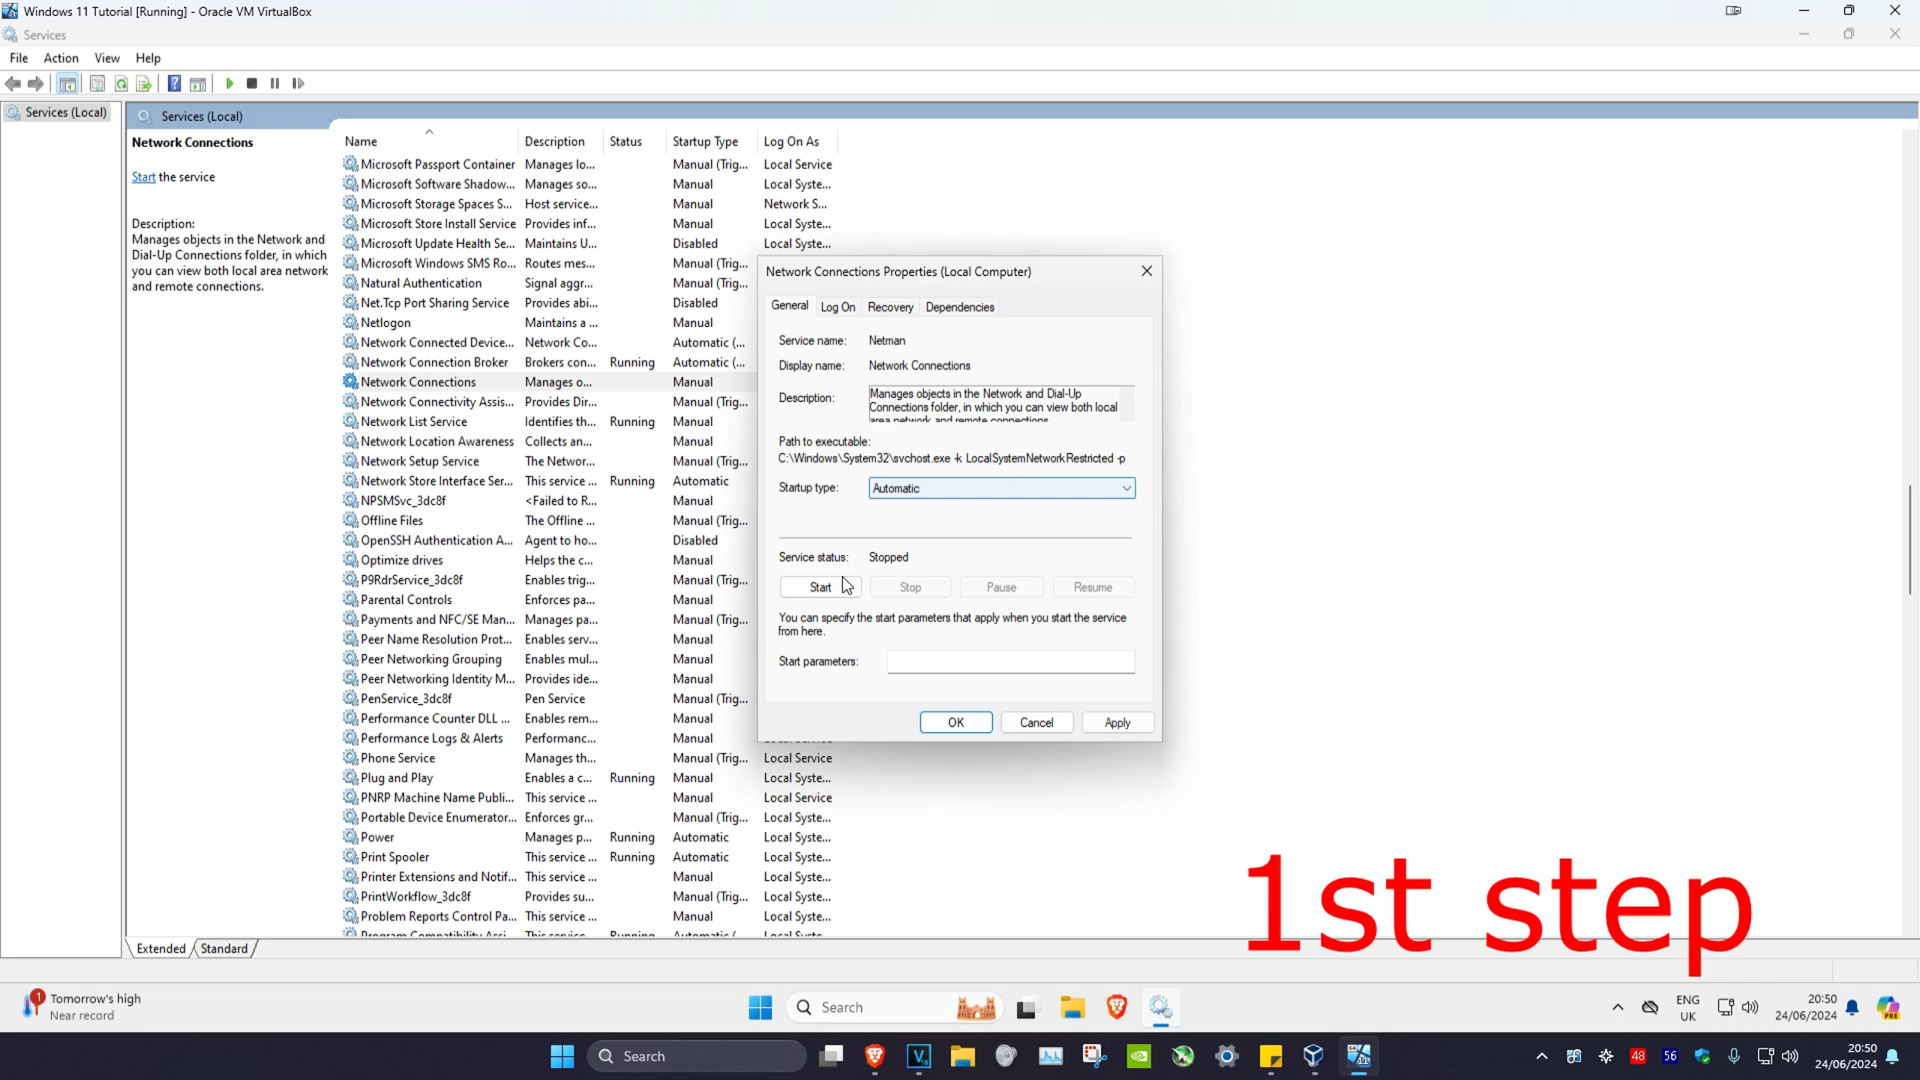 Windows 11 Tutorial [Running] - Oracle VM VirtualBox
Services
File Action View Help
Services (Local)
Services (Local)
Network Connections
Start the service
Description:
Manages objects in the Network and
Dial-Up Connections folder, in which
you can view both local area network
and remote connections.
Name Description Status Startup Type Log On As
Microsoft Passport Container Manages lo... Manual (Trig... Local Service
Microsoft Software Shadow... Manages so... Manual Local Syste...
Microsoft Storage Spaces S... Host service... Manual Network S...
Microsoft Store Install Service Provides inf... Manual Local Syste...
Microsoft Update Health Se... Maintains U... Disabled Local Syste...
Microsoft Windows SMS Ro... Routes mes... Manual (Trig...
Natural Authentication Signal aggr... Manual (Trig...
Net.Tcp Port Sharing Service Provides abi... Disabled
Netlogon Maintains a ... Manual
Network Connected Device... Network Co... Automatic (...
Network Connection Broker Brokers con... Running Automatic (...
Network Connections Manages o... Manual
Network Connectivity Assis... Provides Dir... Manual (Trig...
Network List Service Identifies th... Running Manual
Network Location Awareness Collects an... Manual
Network Setup Service The Networ... Manual (Trig...
Network Store Interface Ser... This service ... Running Automatic
NPSMSvc_3dc8f <Failed to R... Manual
Offline Files The Offline ... Manual (Trig...
OpenSSH Authentication A... Agent to ho... Disabled
Optimize drives Helps the c... Manual
P9RdrService_3dc8f Enables trig... Manual (Trig...
Parental Controls Enforces pa... Manual
Payments and NFC/SE Man... Manages pa... Manual (Trig...
Peer Name Resolution Prot... Enables serv... Manual
Peer Networking Grouping Enables mul... Manual
Peer Networking Identity M... Provides ide... Manual
PenService_3dc8f Pen Service Manual (Trig...
Performance Counter DLL ... Enables rem... Manual
Performance Logs & Alerts Performanc... Manual
Phone Service Manages th... Manual (Trig... Local Service
Plug and Play Enables a c... Running Manual Local Syste...
PNRP Machine Name Publi... This service ... Manual Local Service
Portable Device Enumerator... Enforces gr... Manual (Trig... Local Syste...
Power Manages p... Running Automatic Local Syste...
Print Spooler This service ... Running Automatic Local Syste...
Printer Extensions and Notif... This service ... Manual Local Syste...
PrintWorkflow_3dc8f Provides su... Manual (Trig... Local Syste...
Problem Reports Control Pa... This service ... Manual Local Syste...
Network Connections Properties (Local Computer)
General Log On Recovery Dependencies
Service name: Netman
Display name: Network Connections
Description: Manages objects in the Network and Dial-Up
Connections folder, in which you can view both local
area network and remote connections
Path to executable:
C:\Windows\System32\svchost.exe -k LocalSystemNetworkRestricted -p
Startup type: Automatic
Service status: Stopped
Start Stop Pause Resume
You can specify the start parameters that apply when you start the service
from here.
Start parameters:
OK Cancel Apply
1st step
Extended Standard
1 Tomorrow's high
Near record
Search
ENG
UK
20:50
24/06/2024
PRE
Search
48 56
20:50
24/06/2024